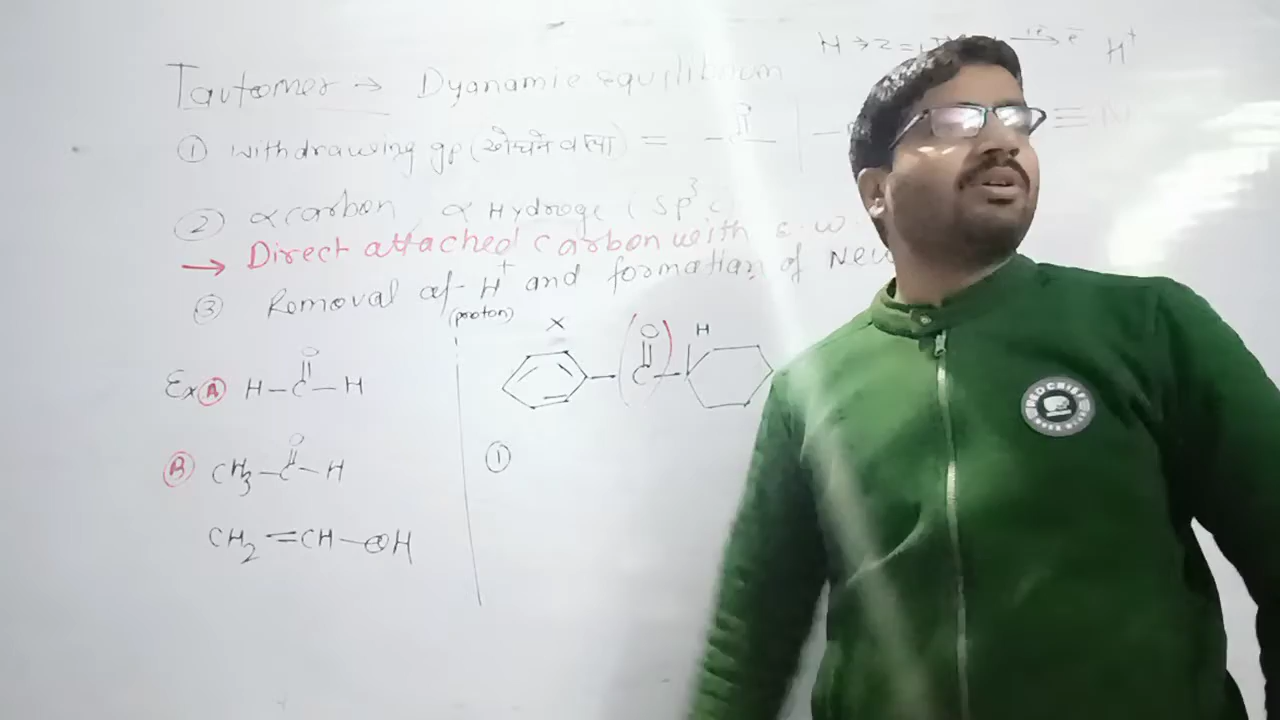 Tautomer → Dyanamic equilibrium
① withdrawing gp (खींचने वाला) =
② α carbon α Hydroge (Sp³ c
→ Direct attached carbon with E.W.
③ Removal of H⁺ and formation of New
(proton)
X
O
H
C
Ex Ⓐ H–C–H
O
Ⓑ CH₃–C–H
O
①
CH₂=CH–OH
H⁺
≡N